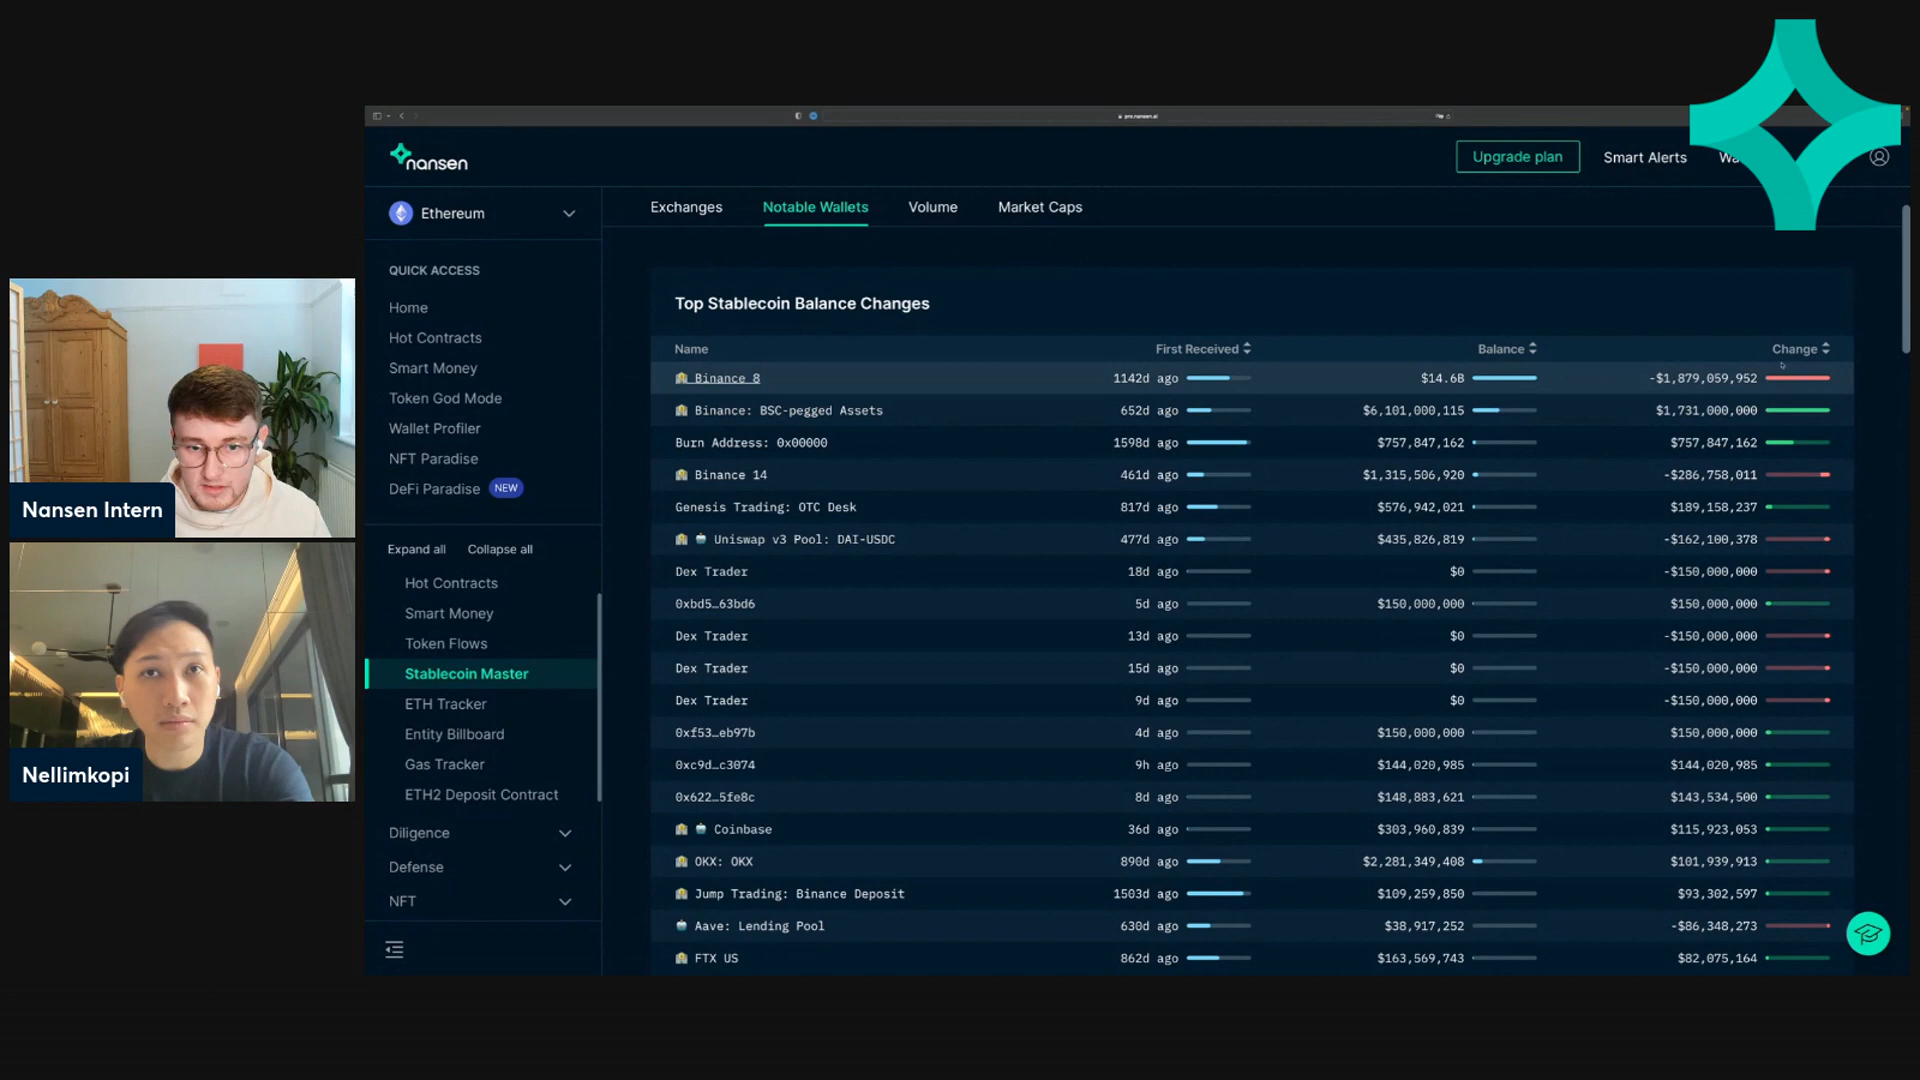 nansen
Upgrade plan
Smart Alerts
Ethereum
Exchanges
Notable Wallets
Volume
Market Caps
QUICK ACCESS
Home
Hot Contracts
Smart Money
Token God Mode
Wallet Profiler
NFT Paradise
DeFi Paradise NEW
Expand all
Collapse all
Hot Contracts
Smart Money
Token Flows
Stablecoin Master
ETH Tracker
Entity Billboard
Gas Tracker
ETH2 Deposit Contract
Diligence
Defense
NFT
Top Stablecoin Balance Changes
Name First Received Balance Change
Binance 8 1142d ago $14.6B -$1,879,059,952
Binance: BSC-pegged Assets 652d ago $6,101,000,115 $1,731,000,000
Burn Address: 0x00000 1598d ago $757,847,162 $757,847,162
Binance 14 461d ago $1,315,506,920 -$286,758,011
Genesis Trading: OTC Desk 817d ago $576,942,021 $189,158,237
Uniswap v3 Pool: DAI-USDC 477d ago $435,826,819 -$162,100,378
Dex Trader 18d ago $0 -$150,000,000
0xbd5…63bd6 5d ago $150,000,000 $150,000,000
Dex Trader 13d ago $0 -$150,000,000
Dex Trader 15d ago $0 -$150,000,000
Dex Trader 9d ago $0 -$150,000,000
0xf53…eb97b 4d ago $150,000,000 $150,000,000
0xc9d…c3074 9h ago $144,020,985 $144,020,985
0x622…5fe8c 8d ago $148,883,621 $143,534,500
Coinbase 36d ago $303,960,839 $115,923,053
OKX: OKX 890d ago $2,281,349,408 $101,939,913
Jump Trading: Binance Deposit 1503d ago $109,259,850 $93,302,597
Aave: Lending Pool 630d ago $38,917,252 -$86,348,273
FTX US 862d ago $163,569,743 $82,075,164
Nansen Intern
Nellimkopi